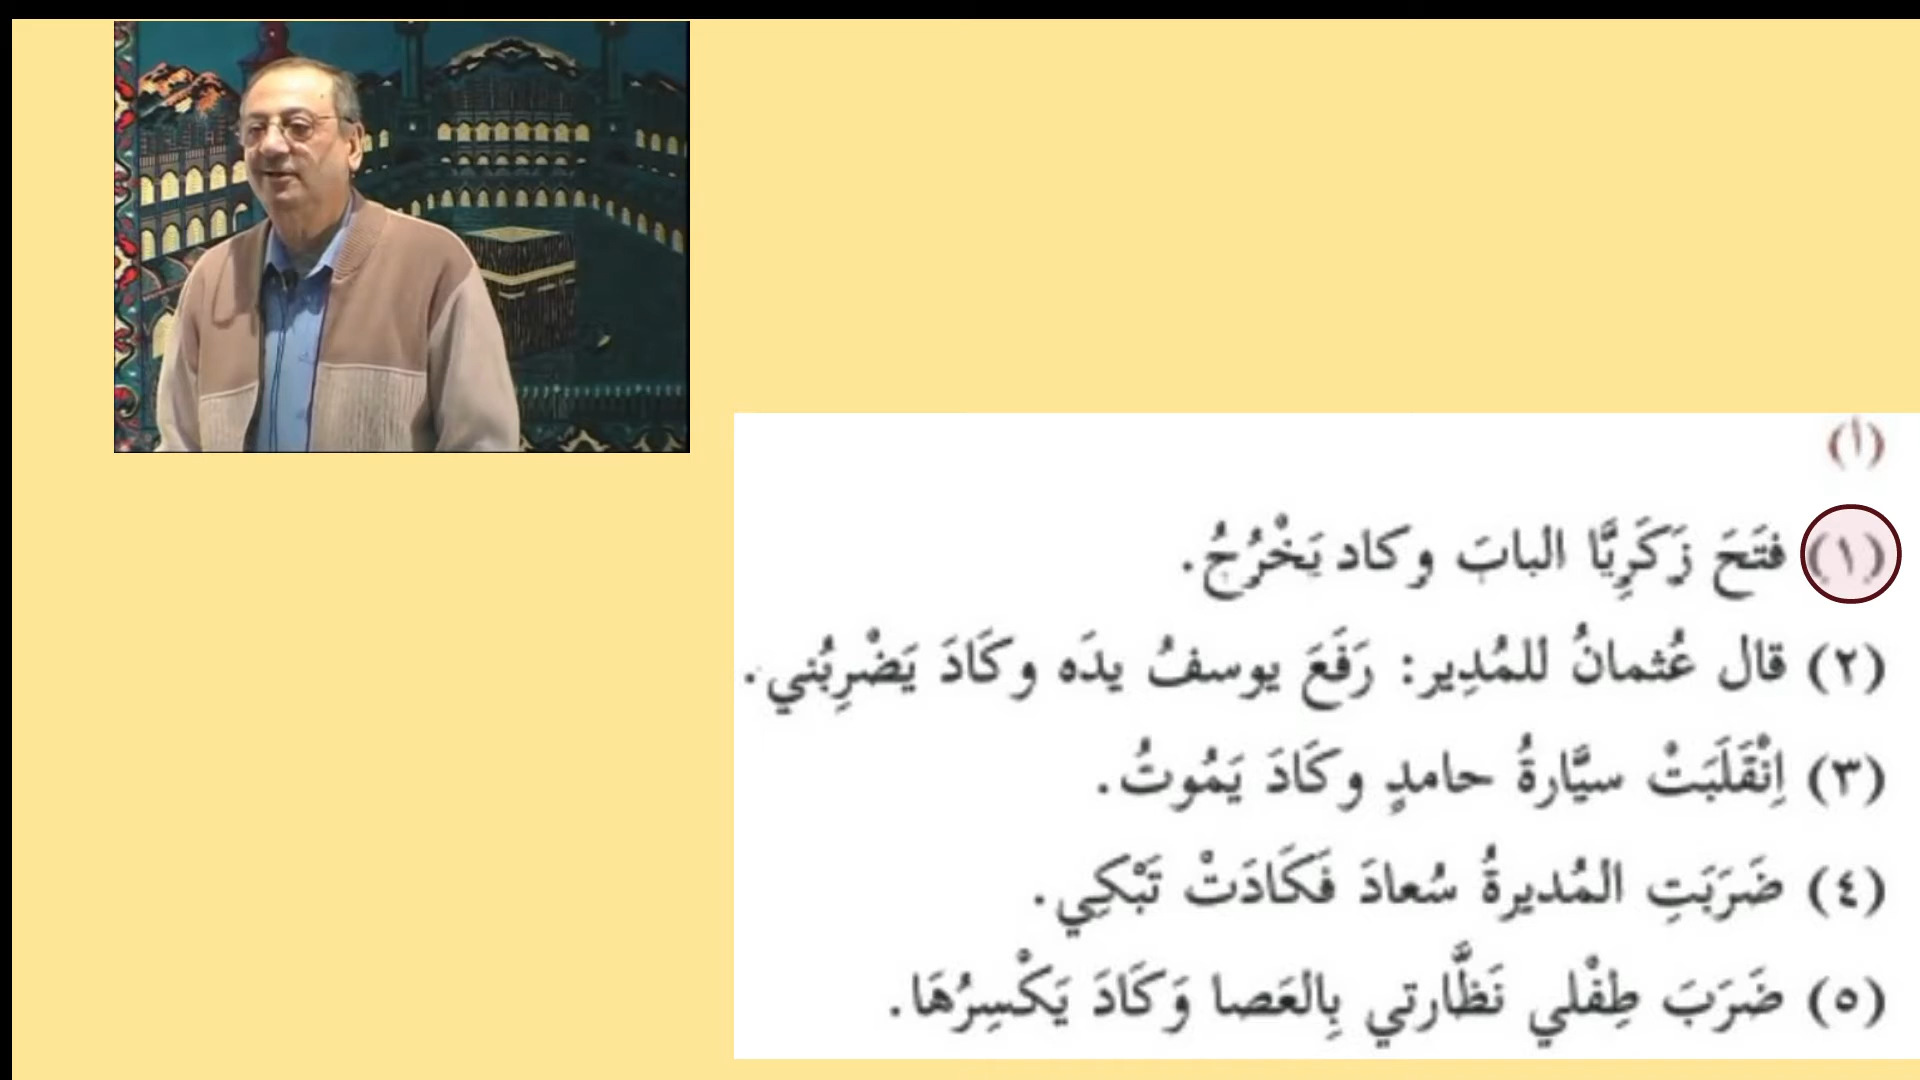 (أ)
(١) فتَحَ زَكَرِيَّا البابَ وكاد يَخْرُجُ.
(٢) قال عُثمانُ للمُدِير: رَفَعَ يوسفُ يدَه وكَادَ يَضْرِبُني.
(٣) اِنْقَلَبَتْ سيَّارةُ حامدٍ وكَادَ يَمُوتُ.
(٤) ضَرَبَتِ المُديرةُ سُعادَ فَكَادَتْ تَبْكِي.
(٥) ضَرَبَ طِفْلي نَظَّارتي بِالعَصا وَكَادَ يَكْسِرُهَا.